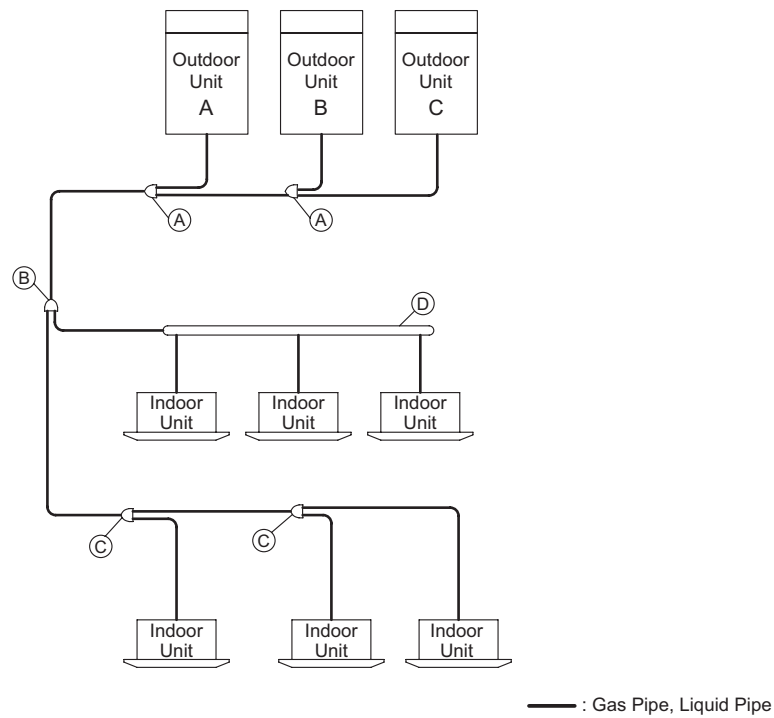 Outdoor
Unit
A
Outdoor
Unit
B
Outdoor
Unit
C
A
A
B
D
Indoor
Unit
Indoor
Unit
Indoor
Unit
C
C
Indoor
Unit
Indoor
Unit
Indoor
Unit
: Gas Pipe, Liquid Pipe